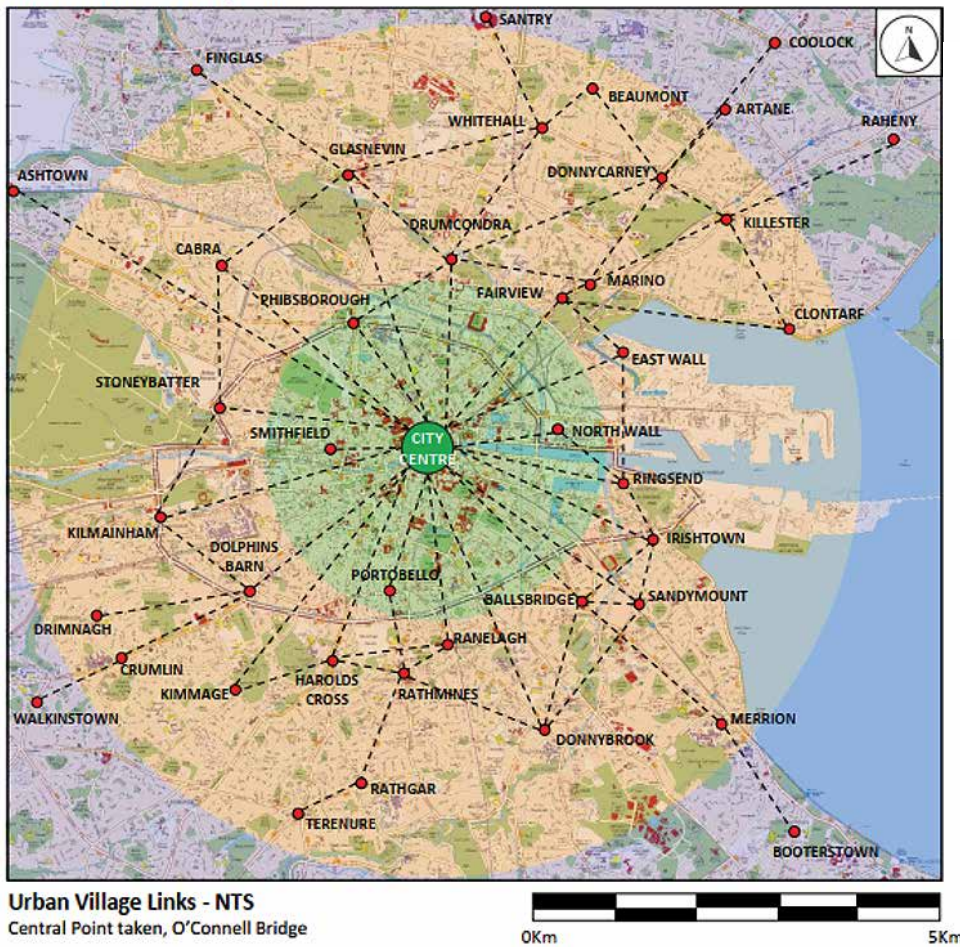 SANTRY
N
COOLOCK
FINGLAS
BEAUMONT
ARTANE
WHITEHALL
RAHENY
GLASNEVIN
DONNYCARNEY
ASHTOWN
DRUMCONDRA
KILLESTER
CABRA
MARINO
FAIRVIEW
PHIBSBOROUGH
CLONTARF
EAST WALL
STONEYBATTER
SMITHFIELD
NORTH WALL
CITY
CENTRE
RINGSEND
KILMAINHAM
IRISHTOWN
DOLPHINS
BARN
PORTOBELLO
BALLSBRIDGE
SANDYMOUNT
DRIMNAGH
RANELAGH
CRUMLIN
HAROLDS
CROSS
KIMMAGE
RATHMINES
WALKINSTOWN
MERRION
DONNYBROOK
RATHGAR
TERENURE
BOOTERSTOWN
Urban Village Links - NTS
Central Point taken, O'Connell Bridge
0Km
5Km